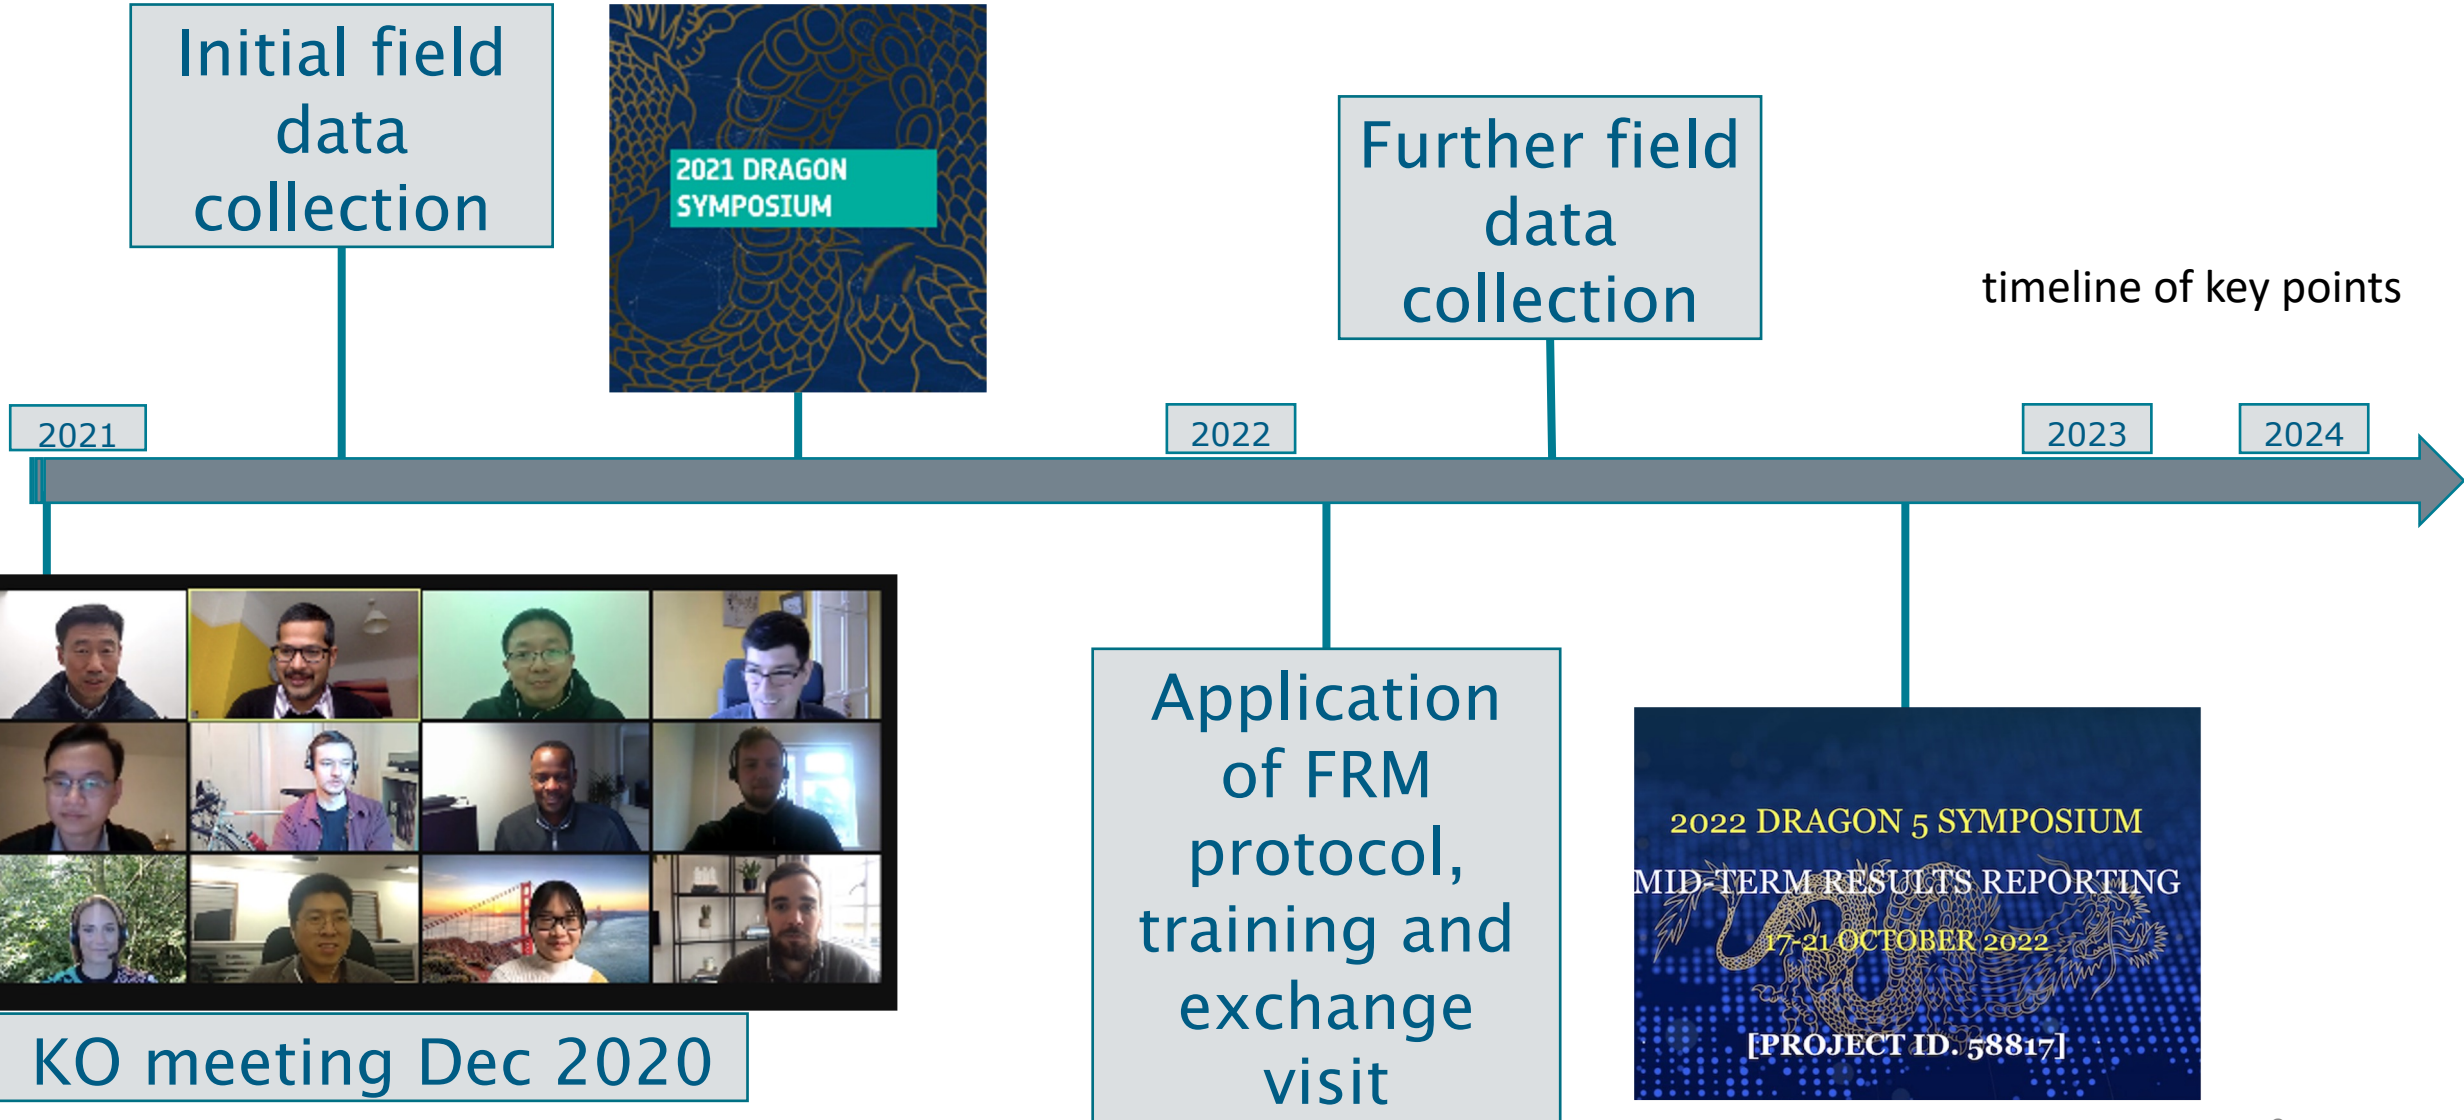 Initial field
data
collection
2021 DRAGON
SYMPOSIUM
Further field
data
collection
timeline of key points
2021
2022
2023
2024
KO meeting Dec 2020
Application
of FRM
protocol,
training and
exchange
visit
2022 DRAGON 5 SYMPOSIUM
MID-TERM RESULTS REPORTING
17-21 OCTOBER 2022
[PROJECT ID. 58817]